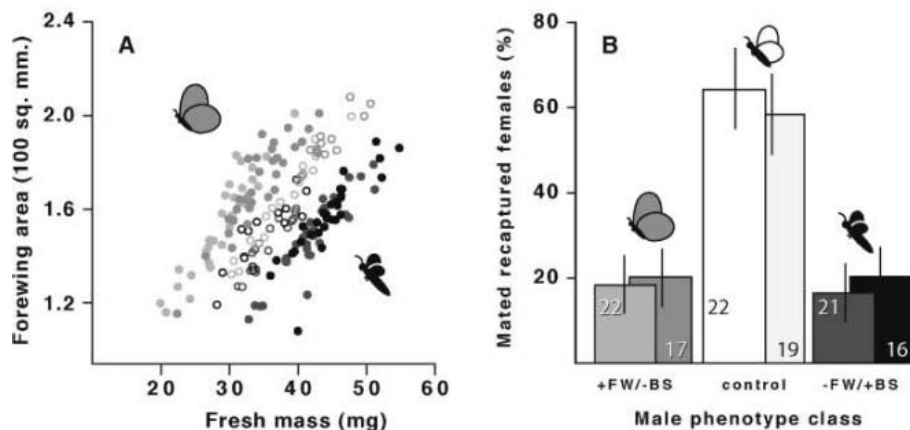 A
Forewing area (100 sq. mm.)
2.4
2.0
1.6
1.2
20 30 40 50 60
Fresh mass (mg)
B
Mated recaptured females (%)
80
60
40
20
22
17
22
19
21
16
+FW/-BS control -FW/+BS
Male phenotype class